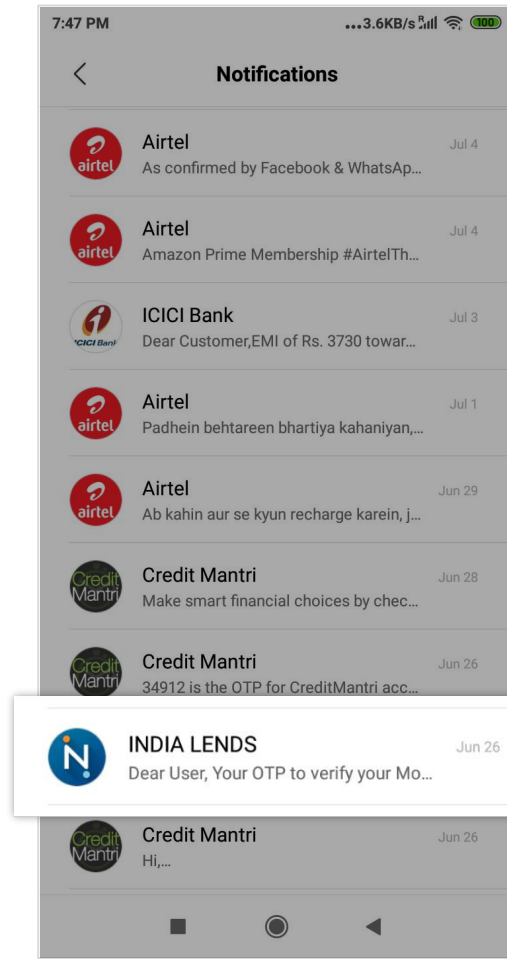 7:47 PM ...3.6KB/s R 100
Notifications
airtel Airtel Jul 4
As confirmed by Facebook & WhatsAp...
airtel Airtel Jul 4
Amazon Prime Membership #AirtelTh...
ICICI Bank ICICI Bank Jul 3
Dear Customer,EMI of Rs. 3730 towar...
airtel Airtel Jul 1
Padhein behtareen bhartiya kahaniyan,...
airtel Airtel Jun 29
Ab kahin aur se kyun recharge karein, j...
Credit Mantri Credit Mantri Jun 28
Make smart financial choices by chec...
Credit Mantri Credit Mantri Jun 26
34912 is the OTP for CreditMantri acc...
INDIA LENDS Jun 26
Dear User, Your OTP to verify your Mo...
Credit Mantri Credit Mantri Jun 26
Hi,...